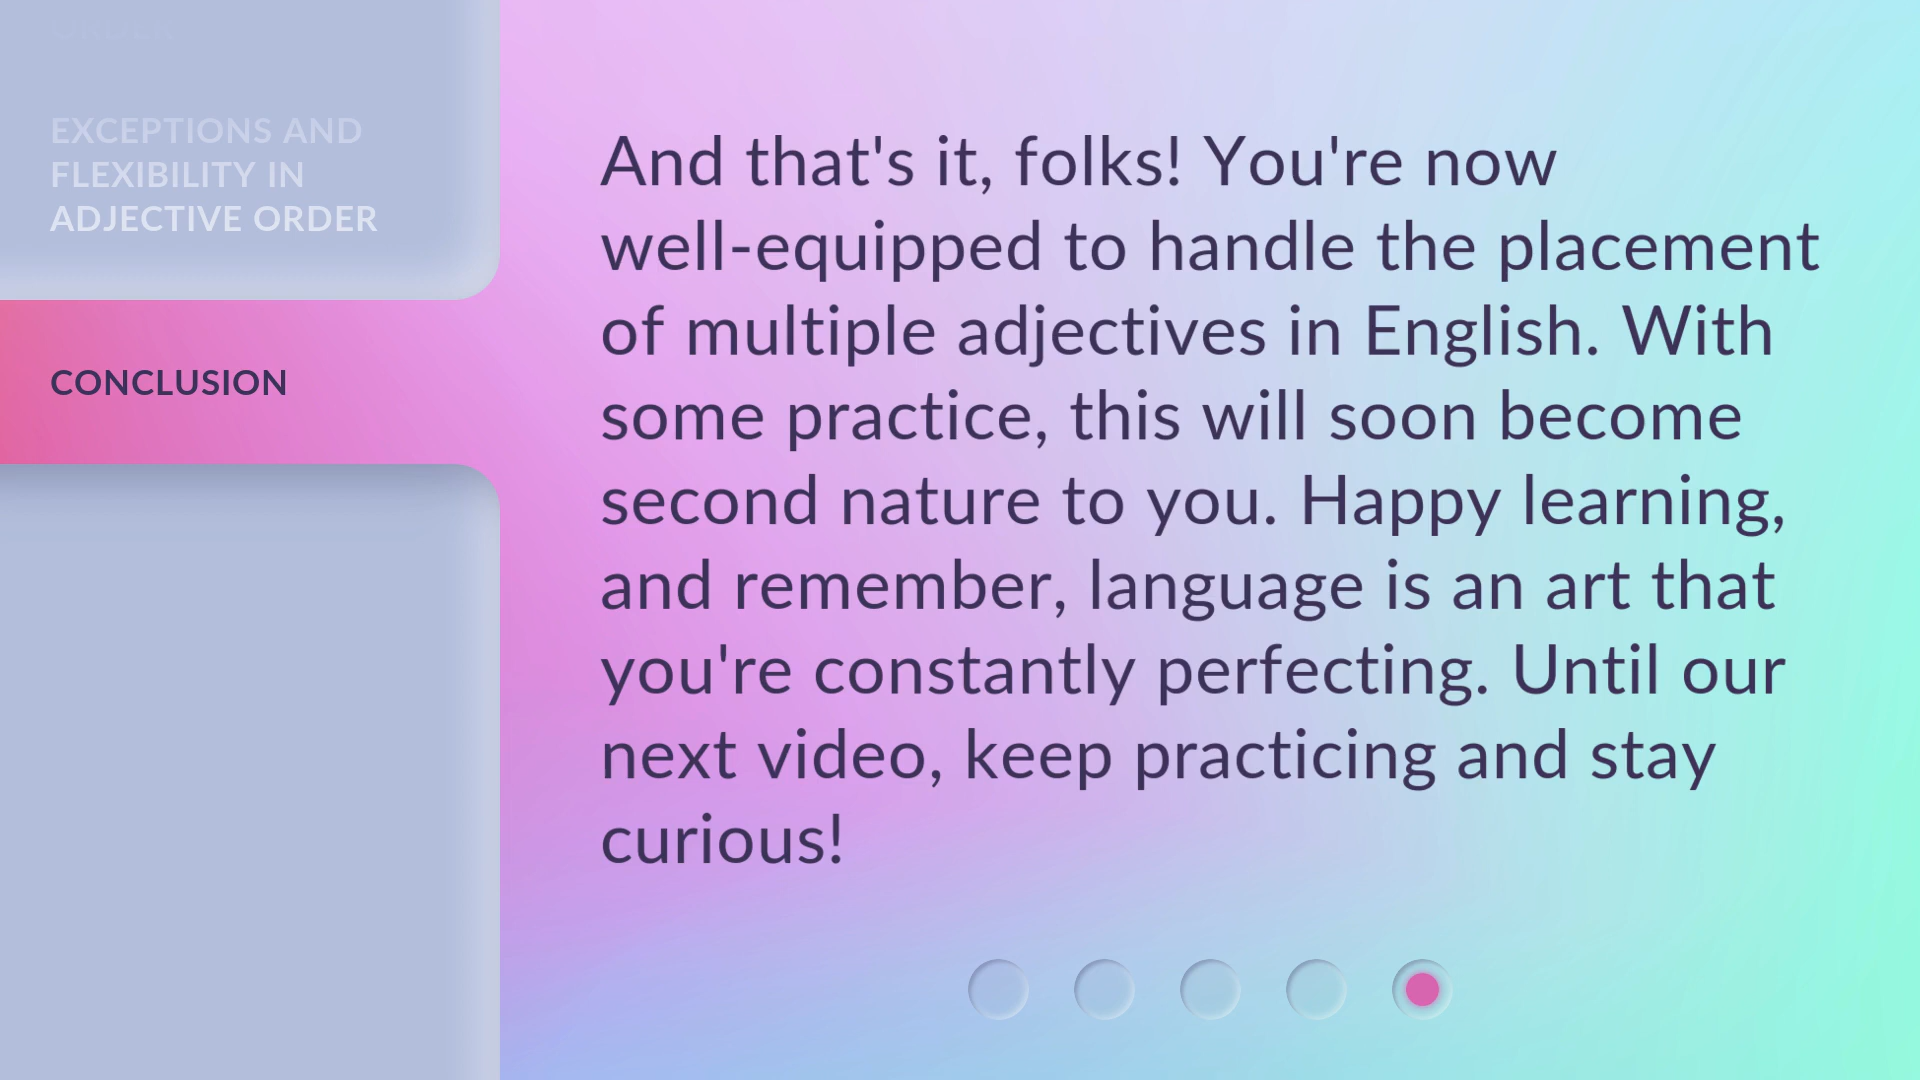 ORDER
EXCEPTIONS AND
FLEXIBILITY IN
ADJECTIVE ORDER
CONCLUSION
And that's it, folks! You're now
well-equipped to handle the placement
of multiple adjectives in English. With
some practice, this will soon become
second nature to you. Happy learning,
and remember, language is an art that
you're constantly perfecting. Until our
next video, keep practicing and stay
curious!